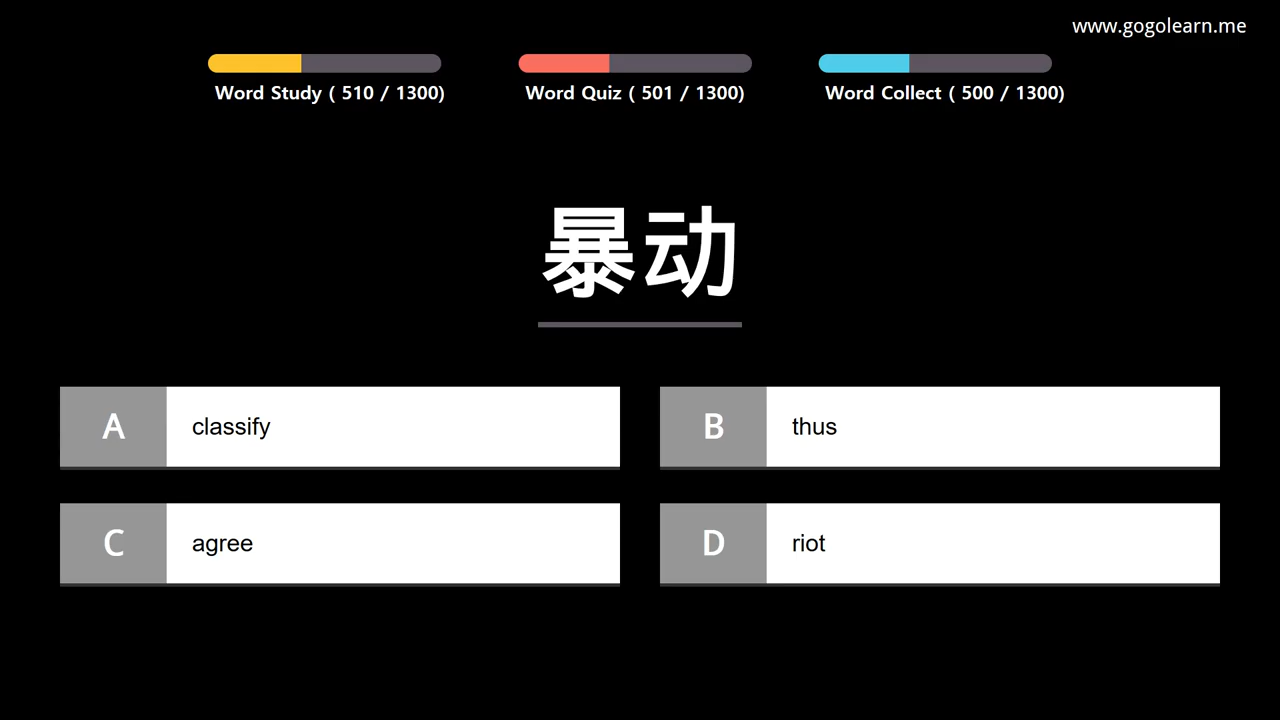 www.gogolearn.me
Word Study ( 510 / 1300)
Word Quiz ( 501 / 1300)
Word Collect ( 500 / 1300)
暴动
A classify
B thus
C agree
D riot